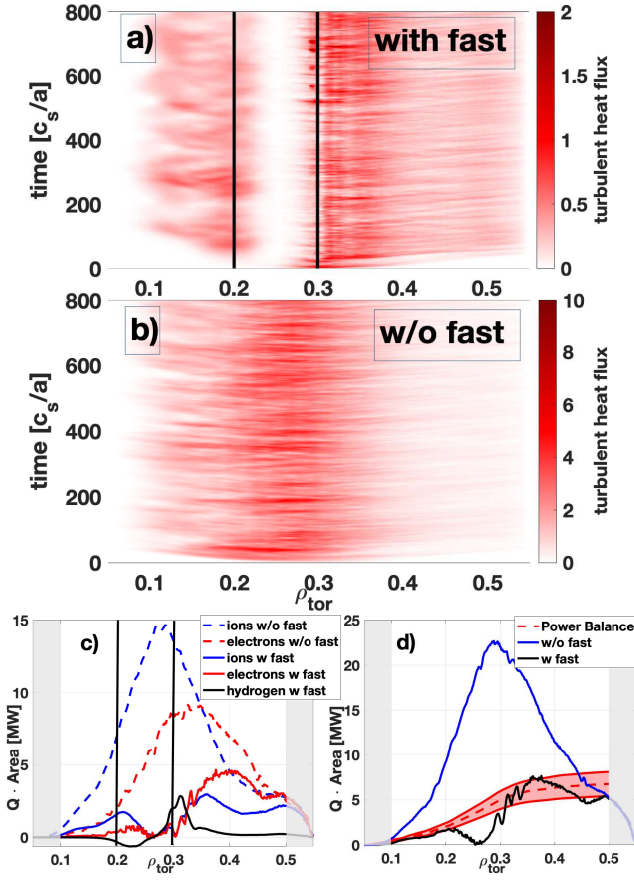 a)
with fast
800
600
400
200
0
time [c_s/a]
0.1 0.2 0.3 0.4 0.5
2
1.5
1
0.5
0
turbulent heat flux
b)
w/o fast
800
600
400
200
0
time [c_s/a]
0.1 0.2 0.3 0.4 0.5
ρ_tor
10
8
6
4
2
0
turbulent heat flux
c)
ions w/o fast
electrons w/o fast
ions w fast
electrons w fast
hydrogen w fast
15
10
5
0
Q · Area [MW]
0.1 0.2 0.3 0.4 0.5
ρ_tor
d)
Power Balance
w/o fast
w fast
25
20
15
10
5
0
Q · Area [MW]
0.1 0.2 0.3 0.4 0.5
ρ_tor